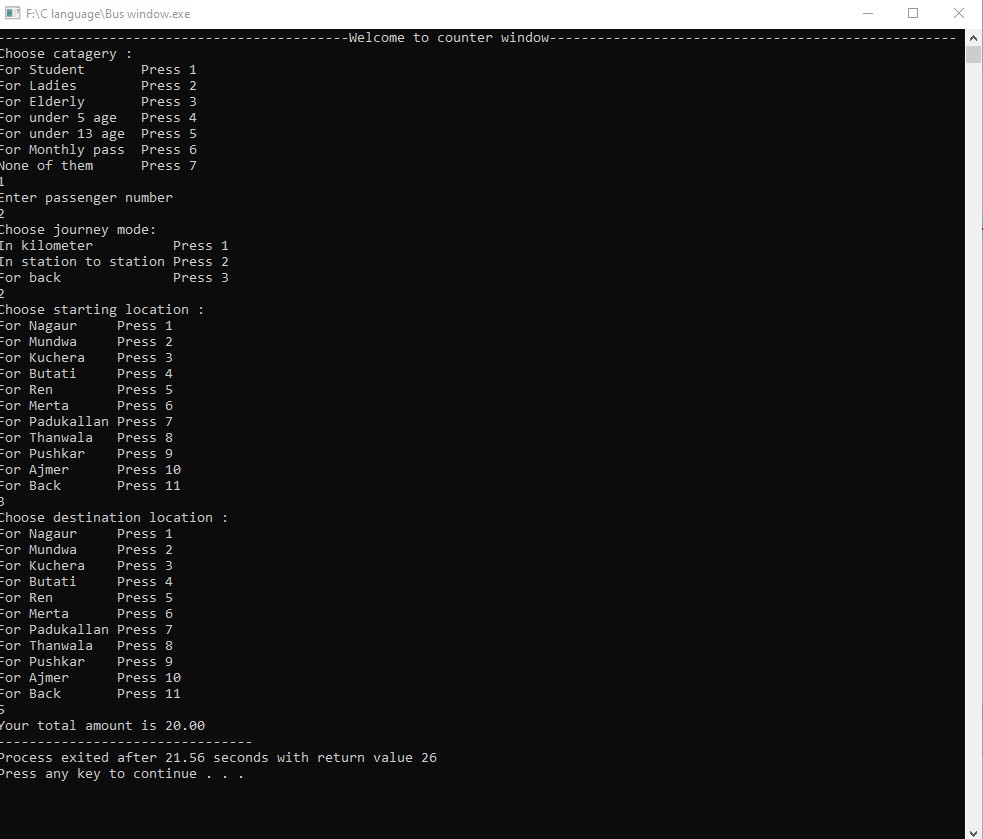 F:\C language\Bus window.exe
--------------------------------------------Welcome to counter window---------------------------------------------------
Choose catagery :
For Student       Press 1
For Ladies        Press 2
For Elderly       Press 3
For under 5 age   Press 4
For under 13 age  Press 5
For Monthly pass  Press 6
None of them      Press 7
1
Enter passenger number
2
Choose journey mode:
In kilometer          Press 1
In station to station Press 2
For back              Press 3
2
Choose starting location :
For Nagaur     Press 1
For Mundwa     Press 2
For Kuchera    Press 3
For Butati     Press 4
For Ren        Press 5
For Merta      Press 6
For Padukallan Press 7
For Thanwala   Press 8
For Pushkar    Press 9
For Ajmer      Press 10
For Back       Press 11
3
Choose destination location :
For Nagaur     Press 1
For Mundwa     Press 2
For Kuchera    Press 3
For Butati     Press 4
For Ren        Press 5
For Merta      Press 6
For Padukallan Press 7
For Thanwala   Press 8
For Pushkar    Press 9
For Ajmer      Press 10
For Back       Press 11
5
Your total amount is 20.00
--------------------------------
Process exited after 21.56 seconds with return value 26
Press any key to continue . . .